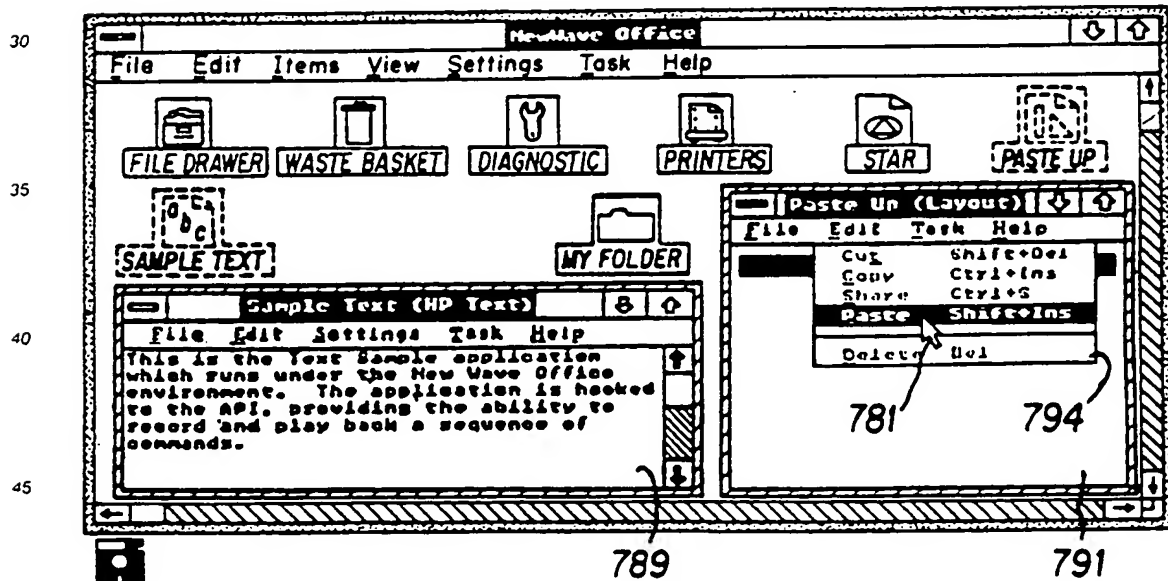 30
NewWave Office
File Edit Items View Settings Task Help
FILE DRAWER WASTE BASKET DIAGNOSTIC PRINTERS STAR PASTE UP
35
a b c
SAMPLE TEXT MY FOLDER
Paste Up (Layout)
File Edit Task Help
Cut Shift+Del
Copy Ctrl+Ins
Share Ctrl+S
Paste Shift+Ins
Delete Del
Sample Text (HP Text)
File Edit Settings Task Help
This is the Text Sample application
which runs under the New Wave Office
environment. The application is hooked
to the API, providing the ability to
record and play back a sequence of
commands.
40
781 794
45
789 791